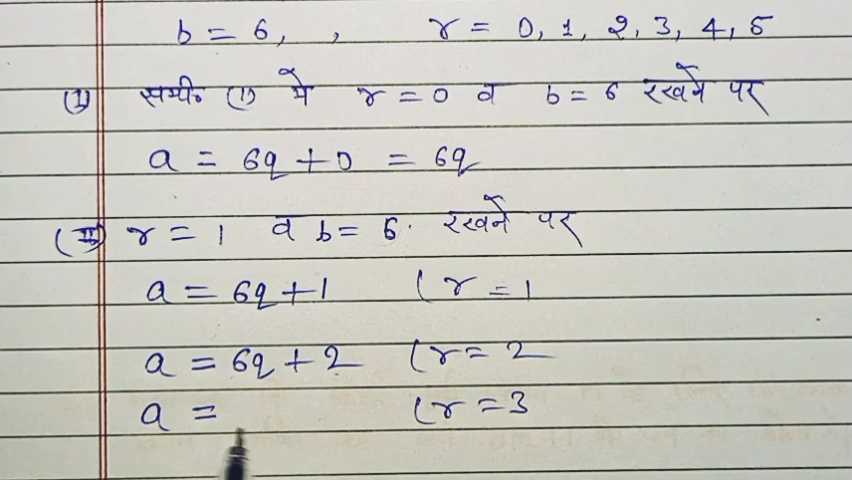 b = 6, , r = 0, 1, 2, 3, 4, 5
(I) समी० (1) में r = 0 व b = 6 रखने पर
a = 6q + 0 = 6q
(II) r = 1 व b = 6. रखने पर
a = 6q + 1 (r = 1
a = 6q + 2 (r = 2
a = (r = 3